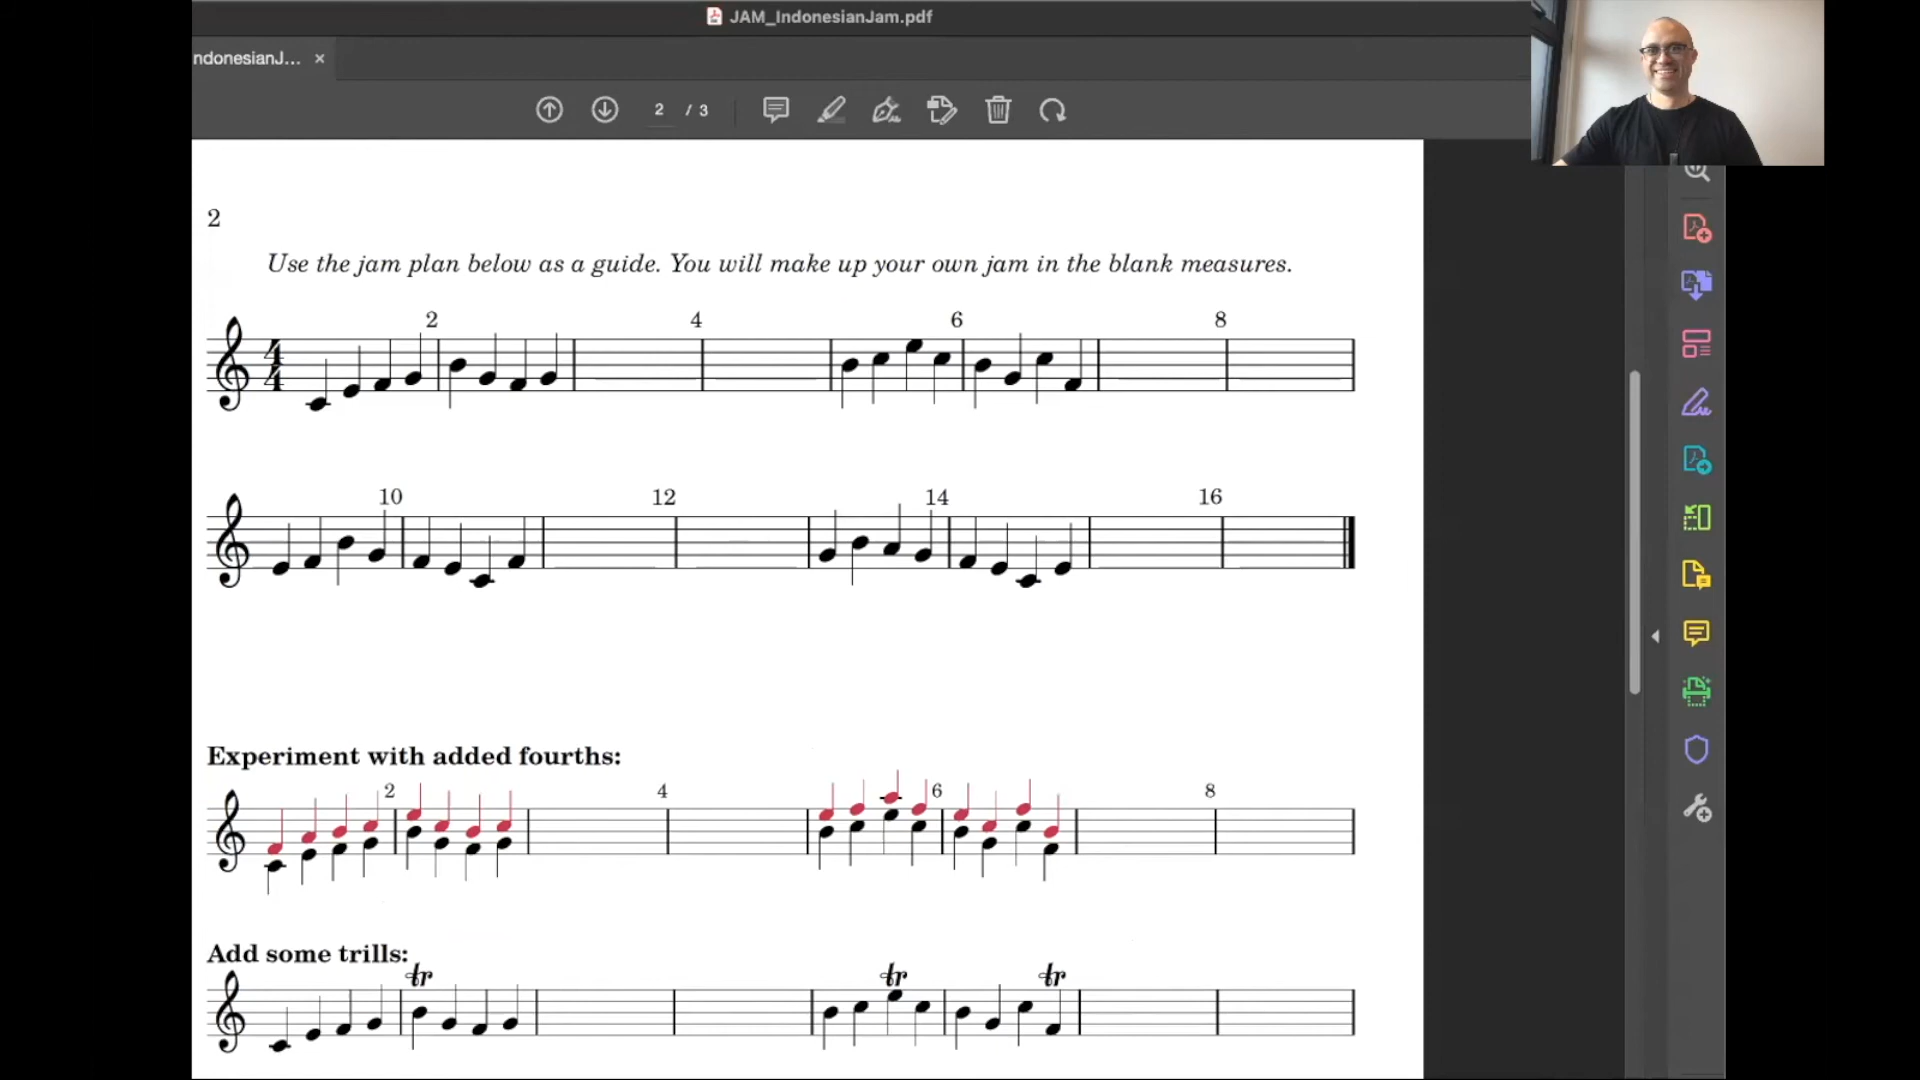 JAM_IndonesianJam.pdf
ndonesianJ... ×
2 / 3
2
Use the jam plan below as a guide. You will make up your own jam in the blank measures.
2 4 6 8
4
4
10 12 14 16
Experiment with added fourths:
2 4 6 8
Add some trills:
tr tr tr